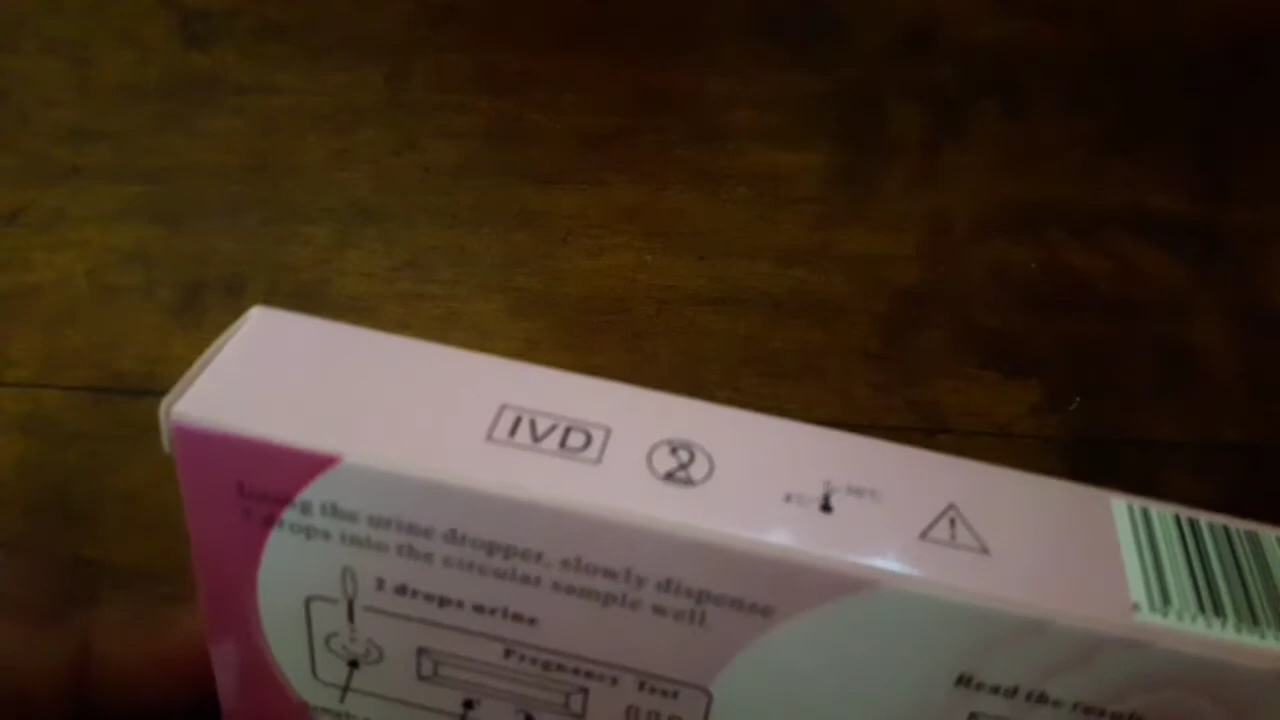 IVD
2
Using the urine dropper, slowly dispense
drops into the circular sample well.
drops urine
Pregnancy Test
Read the